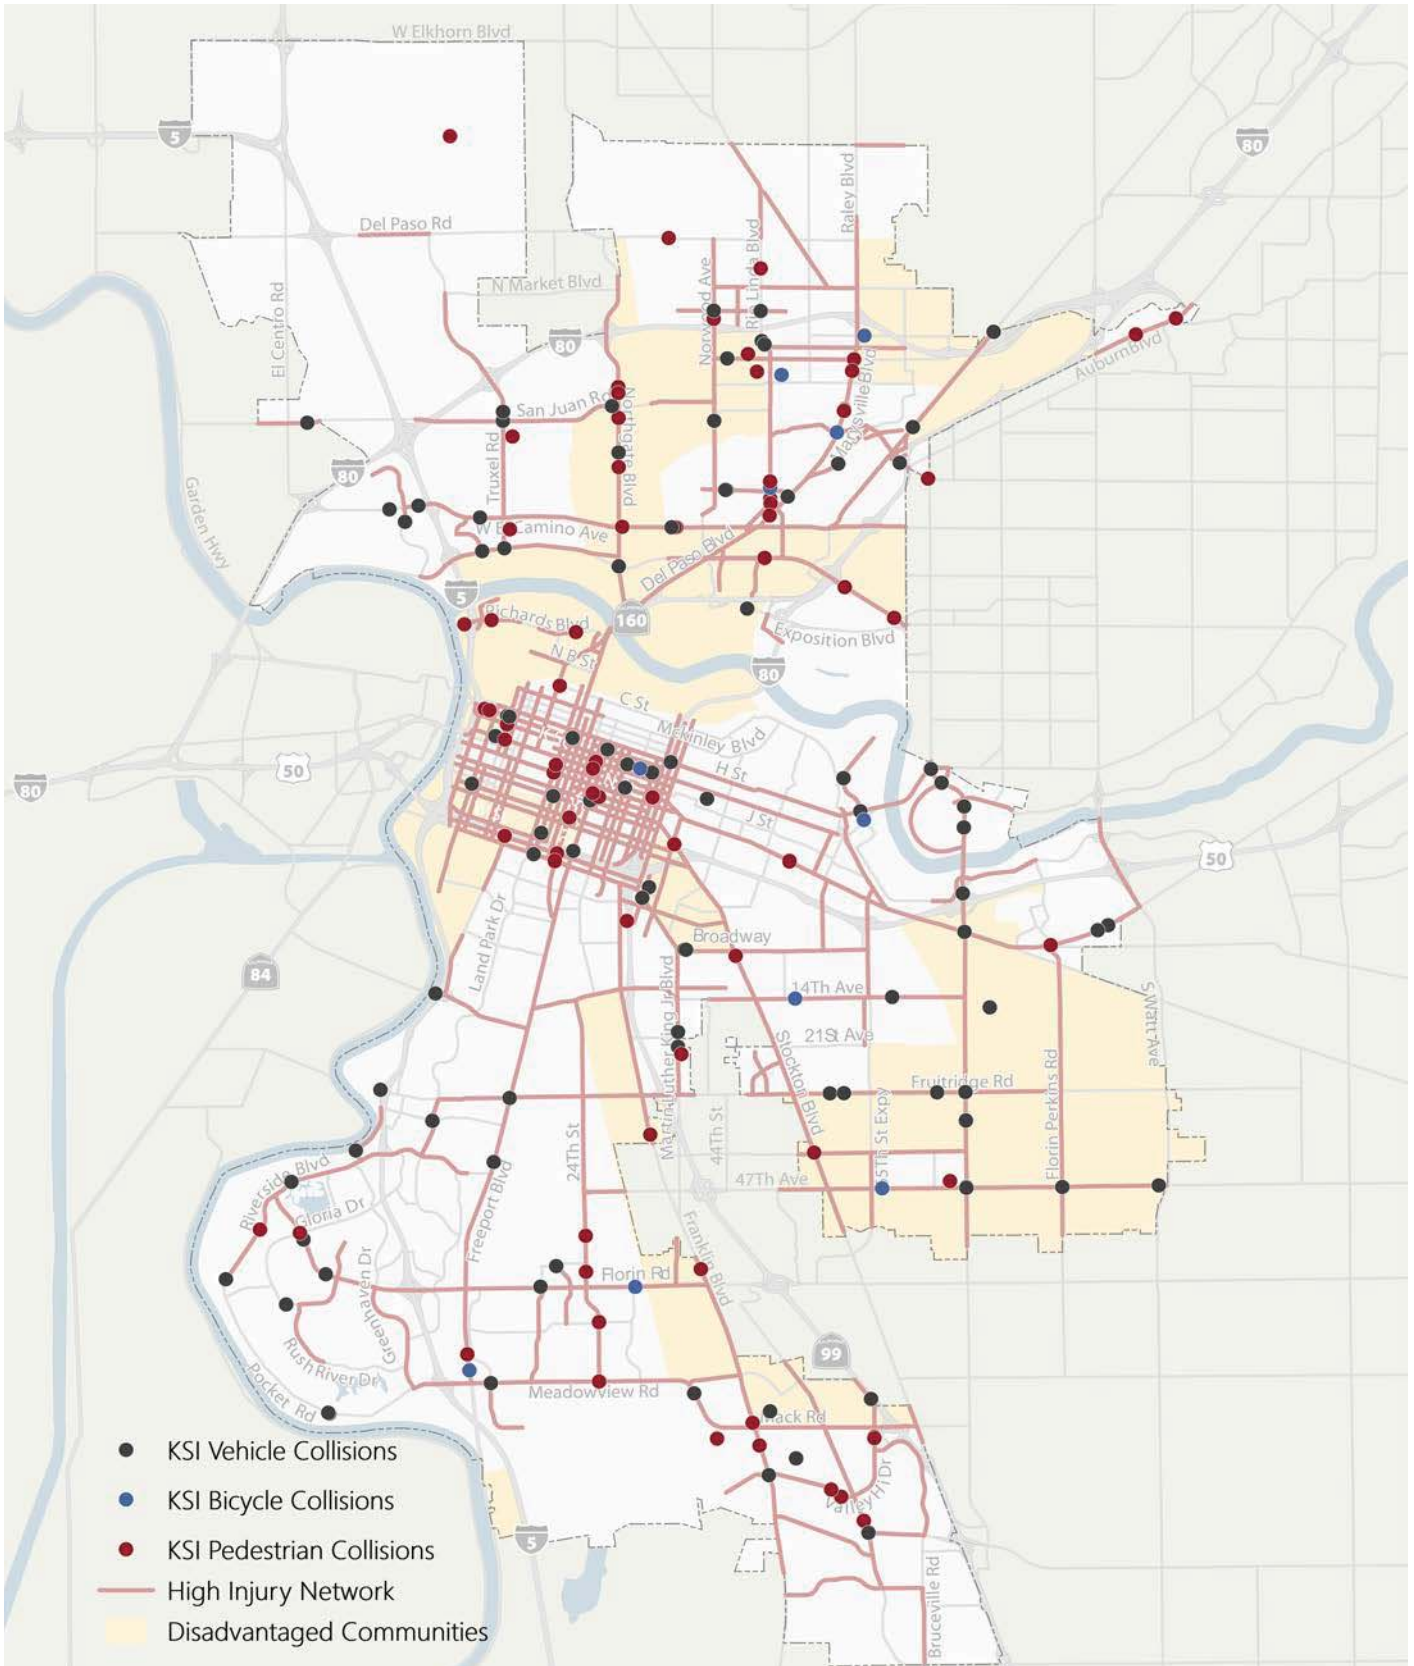 W Elkhorn Blvd
5
80
Raley Blvd
Del Paso Rd
Rio Linda Blvd
N Market Blvd
Norwood Ave
El Centro Rd
80
Auburn Blvd
Marysville Blvd
San Juan Rd
Northgate Blvd
Truxel Rd
80
Garden Hwy
W El Camino Ave
Del Paso Blvd
5
Richards Blvd
160
Exposition Blvd
N B St
80
C St
McKinley Blvd
H St
50
80
J St
50
Land Park Dr
Broadway
84
14Th Ave
S Watt Ave
21St Ave
Martin Luther King Jr Blvd
Stockton Blvd
Fruitridge Rd
Florin Perkins Rd
65Th St Expy
44Th St
24Th St
47Th Ave
Riverside Blvd
Gloria Dr
Freeport Blvd
Franklin Blvd
Greenhaven Dr
Florin Rd
Rush River Dr
99
Pocket Rd
Meadowview Rd
Mack Rd
Valley Hi Dr
5
Bruceville Rd
KSI Vehicle Collisions
KSI Bicycle Collisions
KSI Pedestrian Collisions
High Injury Network
Disadvantaged Communities